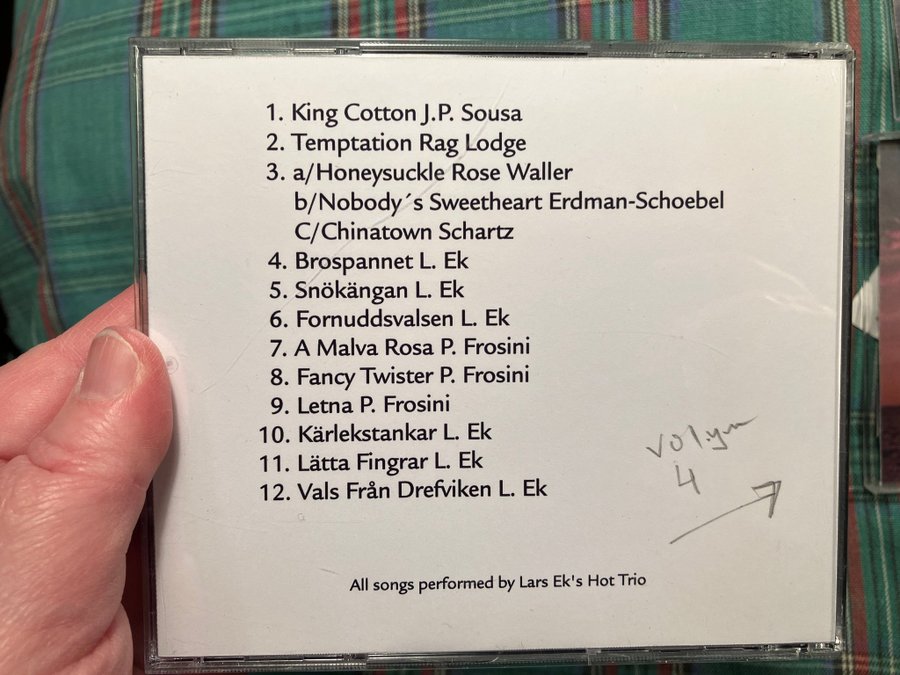 1. King Cotton J.P. Sousa
2. Temptation Rag Lodge
3. a/Honeysuckle Rose Waller
b/Nobody´s Sweetheart Erdman-Schoebel
C/Chinatown Schartz
4. Brospannet L. Ek
5. Snökängan L. Ek
6. Fornuddsvalsen L. Ek
7. A Malva Rosa P. Frosini
8. Fancy Twister P. Frosini
9. Letna P. Frosini
10. Kärlekstankar L. Ek
11. Lätta Fingrar L. Ek
12. Vals Från Drefviken L. Ek
4
All songs performed by Lars Ek's Hot Trio